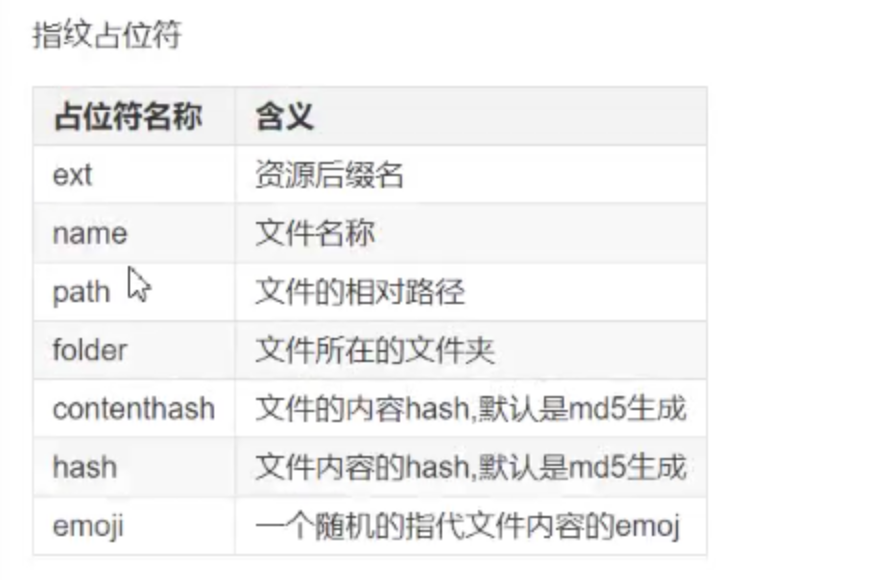 指纹占位符
占位符名称 含义
ext 资源后缀名
name 文件名称
path 文件的相对路径
folder 文件所在的文件夹
contenthash 文件的内容hash,默认是md5生成
hash 文件内容的hash,默认是md5生成
emoji 一个随机的指代文件内容的emoj